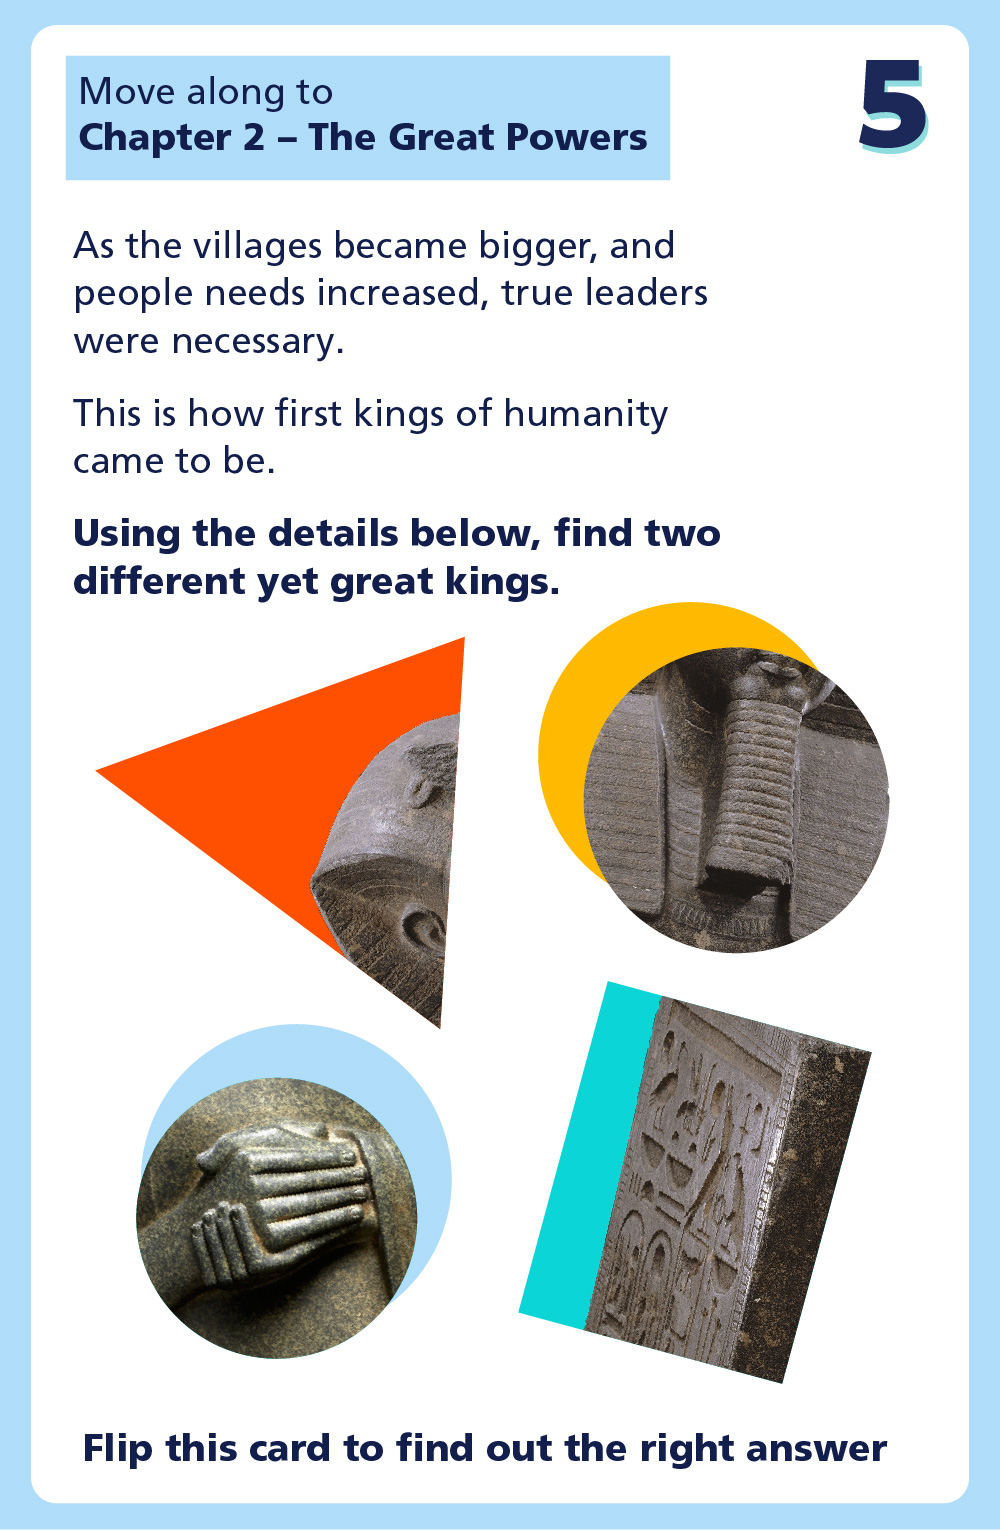 Move along to
Chapter 2 – The Great Powers
5
As the villages became bigger, and
people needs increased, true leaders
were necessary.
This is how first kings of humanity
came to be.
Using the details below, find two
different yet great kings.
Flip this card to find out the right answer